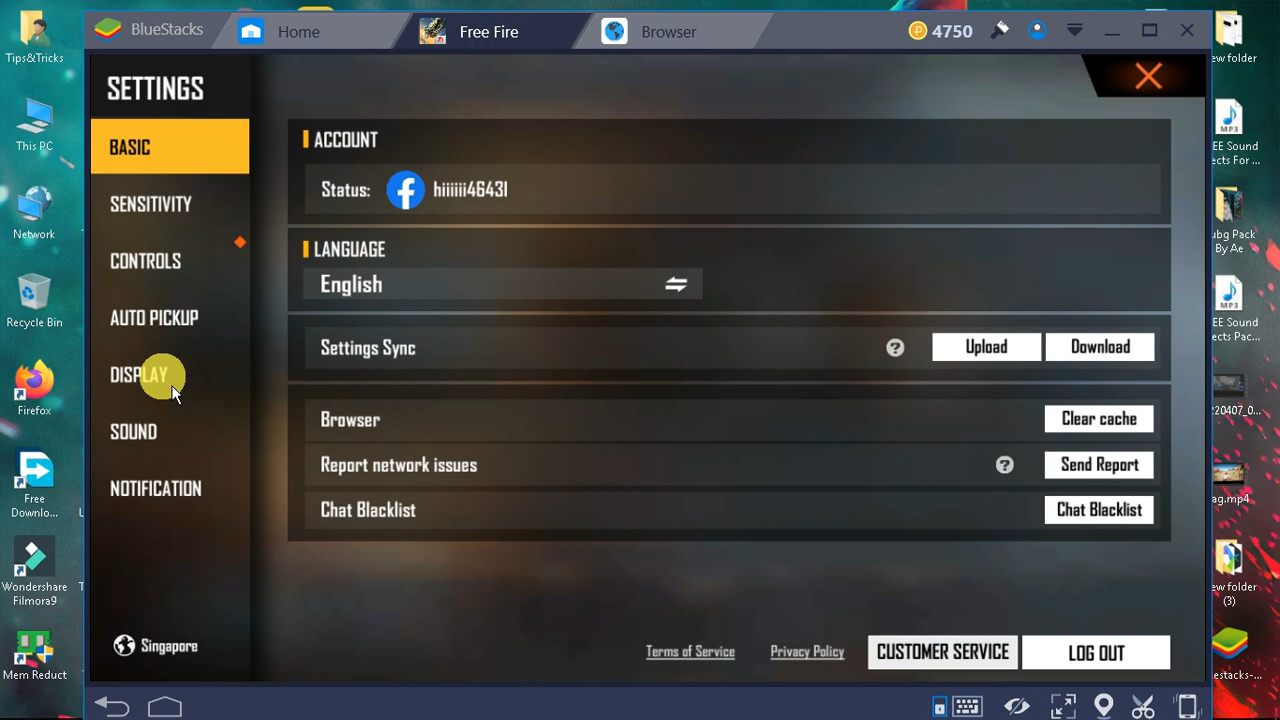 BlueStacks
Home
Free Fire
Browser
4750
Tips&Tricks
This PC
Network
Recycle Bin
Firefox
Free
Downlo...
Wondershare
Filmora9
Mem Reduct
SETTINGS
BASIC
SENSITIVITY
CONTROLS
AUTO PICKUP
DISPLAY
SOUND
NOTIFICATION
Singapore
ACCOUNT
Status:
hiiiiii4643l
LANGUAGE
English
Settings Sync
?
Upload
Download
Browser
Clear cache
Report network issues
?
Send Report
Chat Blacklist
Chat Blacklist
Terms of Service
Privacy Policy
CUSTOMER SERVICE
LOG OUT
ew folder
MP3
EE Sound
ects For ...
ubg Pack
By Ae
MP3
EE Sound
ects Pac...
20407_0...
ag.mp4
ew folder
(3)
estacks-...